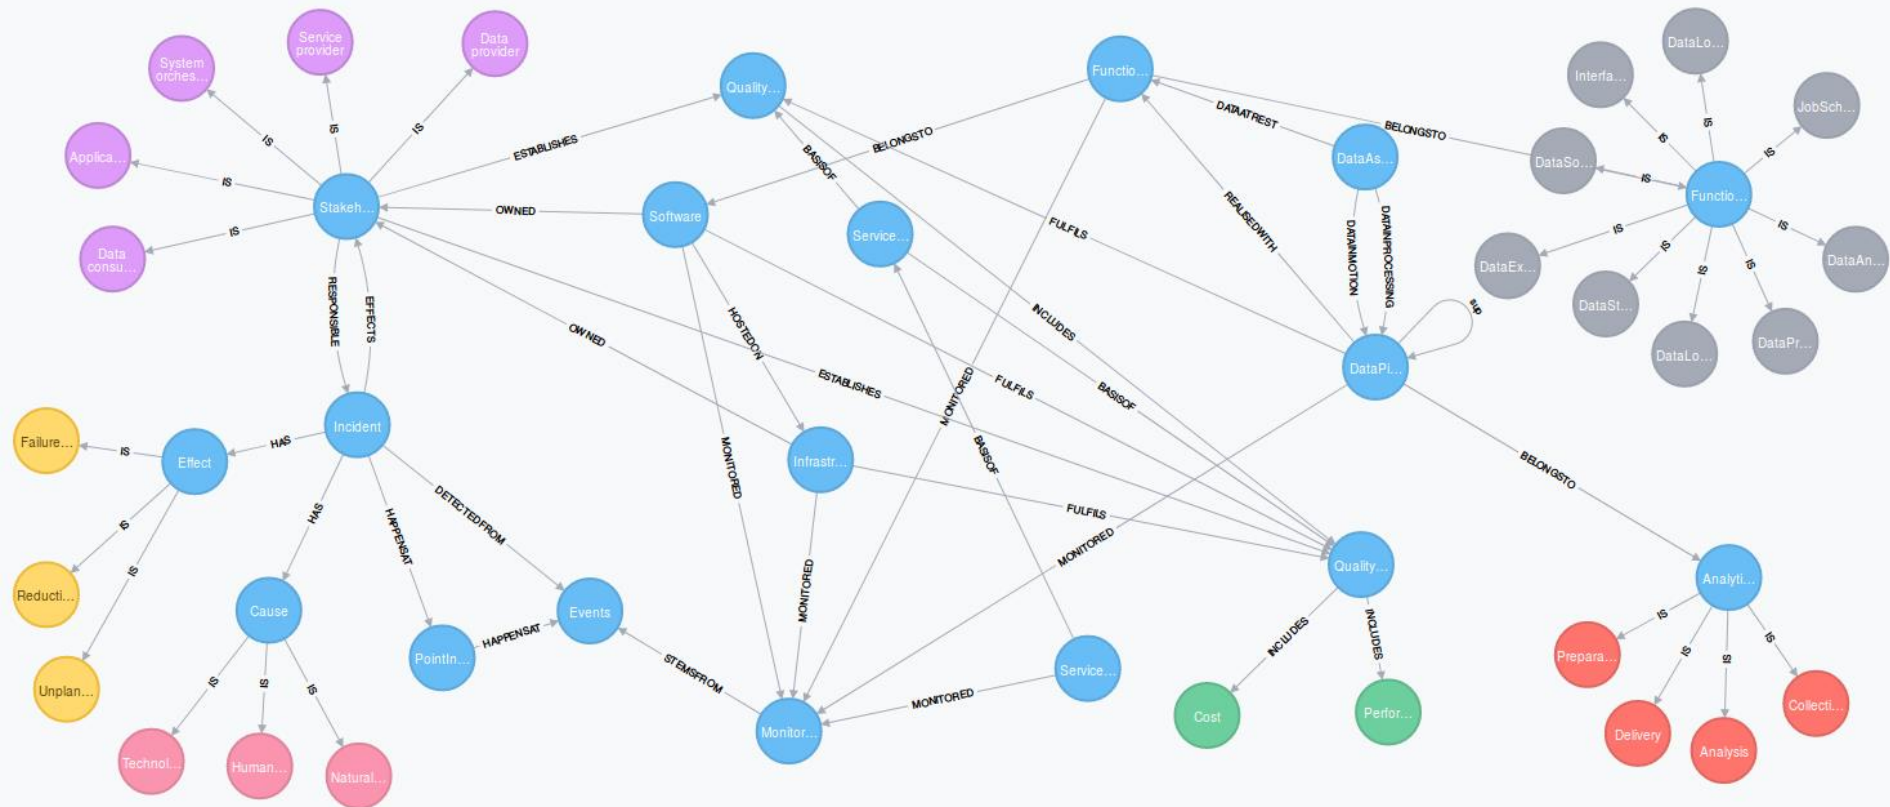 Service
provider
Data
provider
System
orches...
Quality...
Functio...
DataLo...
Interfa...
JobSch...
IS
IS
IS
DATAATREST
BELONGSTO
IS
IS
IS
Applica...
ESTABLISHES
BELONGSTO
BASISOF
DataAs...
DataSo...
IS
IS
Stakeh...
OWNED
Software
Service...
Functio...
REALISEDWITH
FULFILS
DATAINMOTION
DATAINPROCESSING
IS
Data
consu...
IS
IS
DataEx...
DataAn...
IS
IS
IS
DataSt...
RESPONSIBLE
EFFECTS
OWNED
HOSTEDON
INCLUDES
sup
DataLo...
DataPr...
DataPi...
ESTABLISHES
FULFILS
MONITORED
BASISOF
Failure...
IS
Effect
HAS
Incident
Infrastr...
MONITORED
BASISOF
BELONGSTO
HAS
HAPPENSAT
DETECTEDFROM
FULFILS
MONITORED
IS
IS
Reducti...
Cause
Events
MONITORED
Quality...
Analyti...
HAPPENSAT
INCLUDES
INCLUDES
IS
IS
IS
IS
PointIn...
STEMSFROM
Service...
Prepara...
Unplan...
IS
IS
IS
MONITORED
Cost
Perfor...
Collecti...
Technol...
Human...
Natural...
Monitor...
Delivery
Analysis